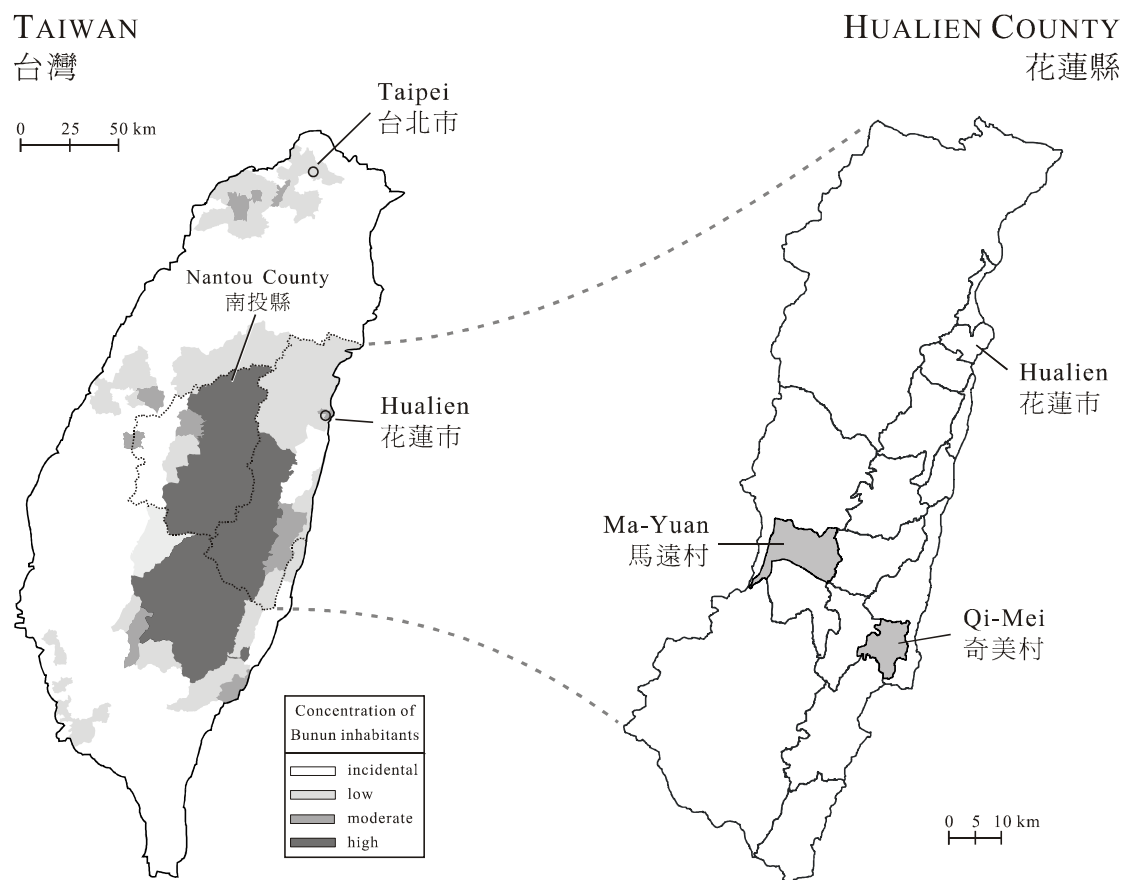 TAIWAN
台灣
0 25 50 km
Taipei
台北市
Nantou County
南投縣
Hualien
花蓮市
Concentration of
Bunun inhabitants
incidental
low
moderate
high
HUALIEN COUNTY
花蓮縣
Hualien
花蓮市
Ma-Yuan
馬遠村
Qi-Mei
奇美村
0 5 10 km